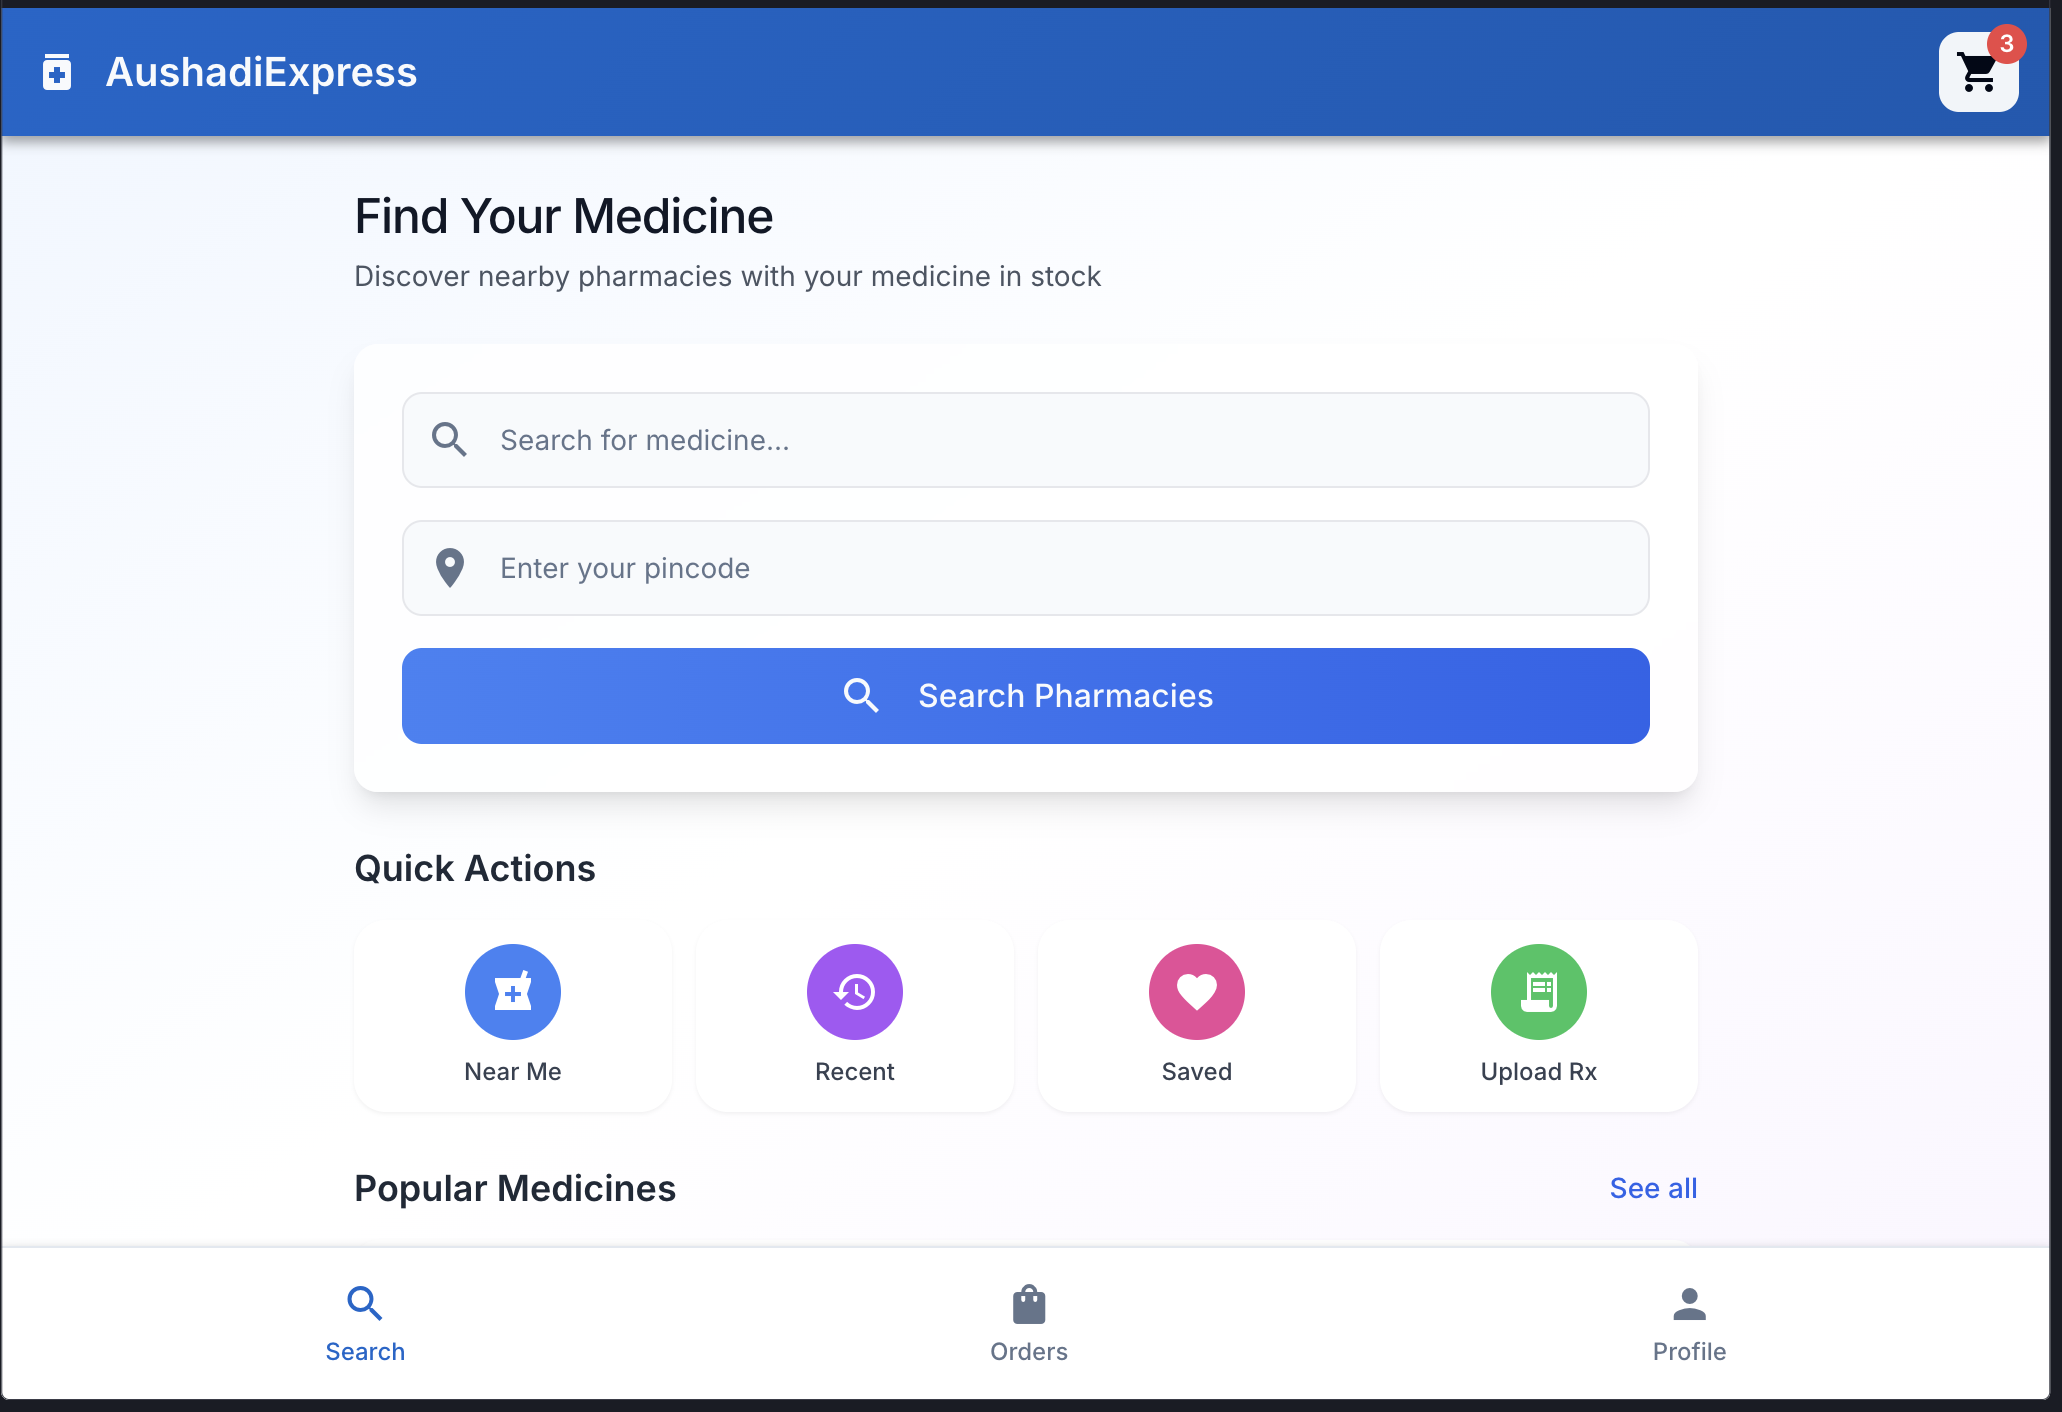 AushadiExpress
3
Find Your Medicine
Discover nearby pharmacies with your medicine in stock
Search for medicine...
Enter your pincode
Search Pharmacies
Quick Actions
Near Me
Recent
Saved
Upload Rx
Popular Medicines
See all
Search
Orders
Profile